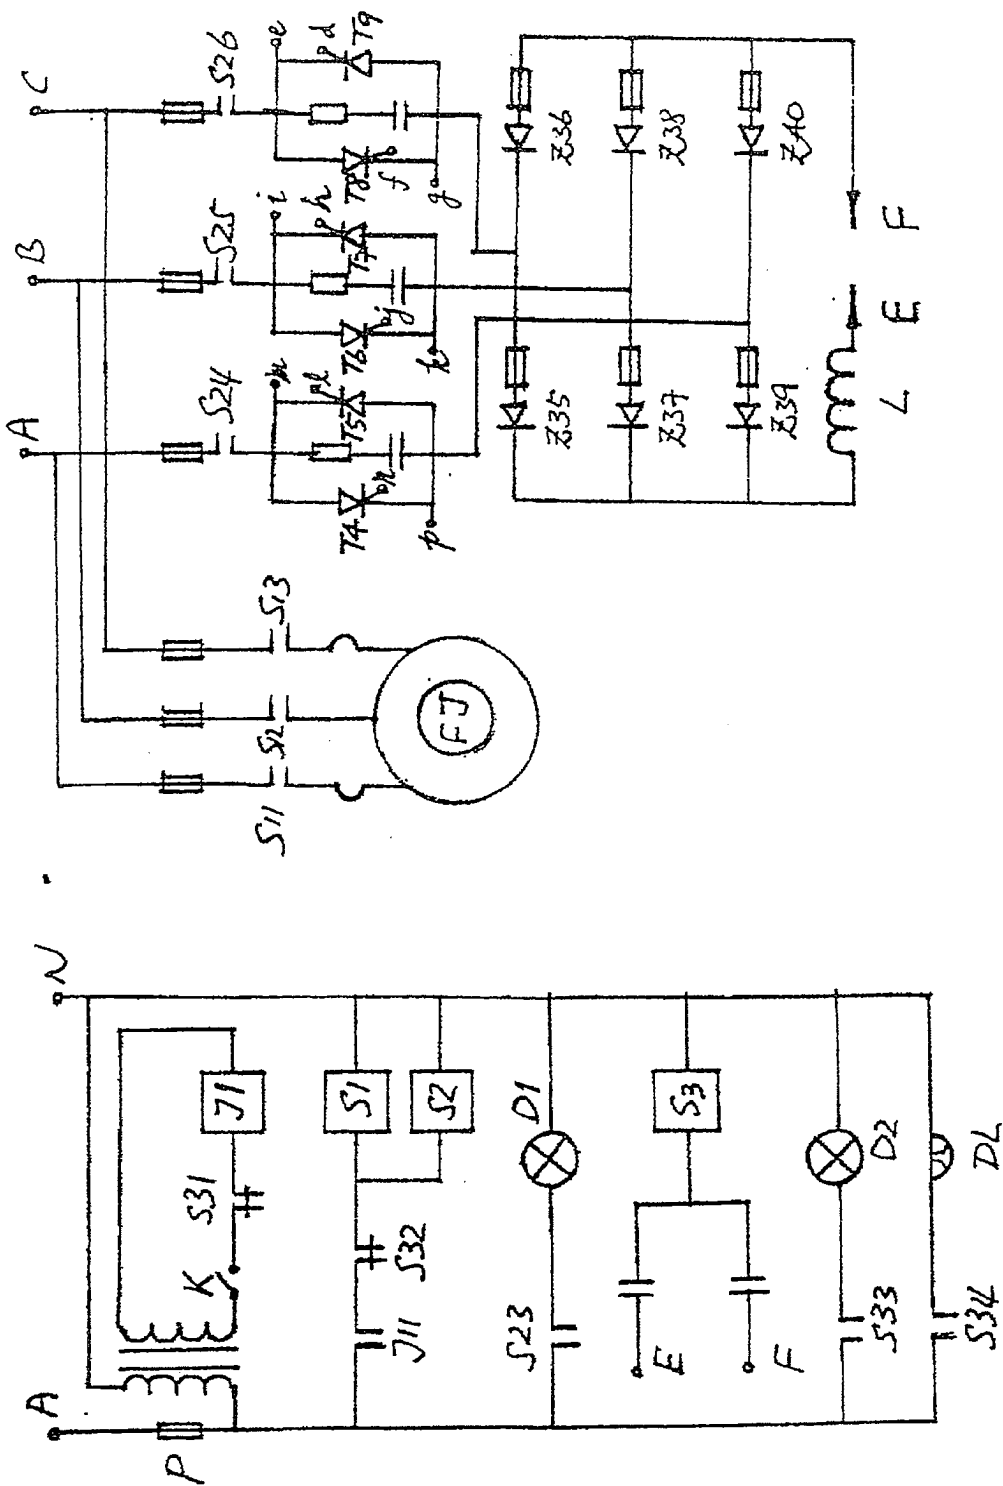 A
N
A
B
C
P
K
S31
J1
S11
S12
S13
S24
S25
S26
m
i
e
T4
n
T5
l
T6
j
T7
h
T8
f
T9
d
p
k
g
J11
S32
S1
S2
FJ
S23
D1
Z35
Z36
E
S3
Z37
Z38
F
Z39
Z40
S33
D2
L
E
F
S34
DL